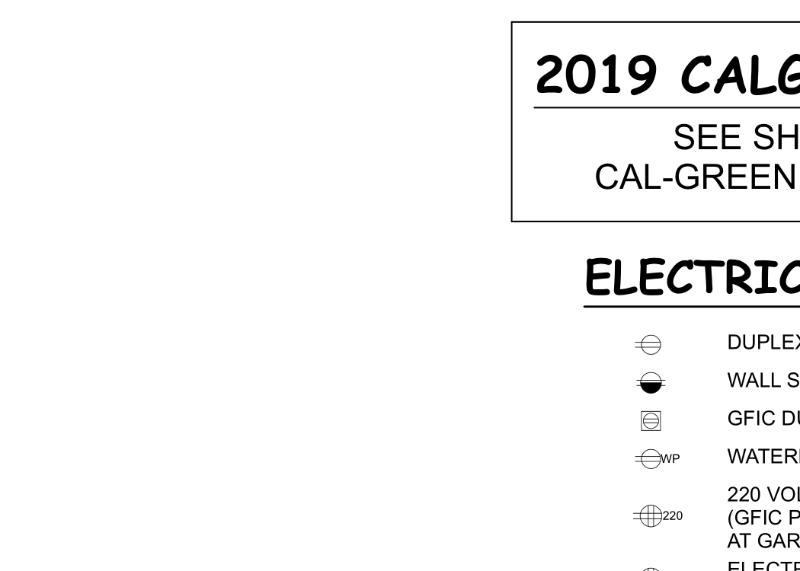 2019 CALG
SEE SH
CAL-GREEN
ELECTRIC
DUPLEX
WALL S
GFIC DU
WP WATER
220 VOL
220 (GFIC P
AT GAR
ELECTR